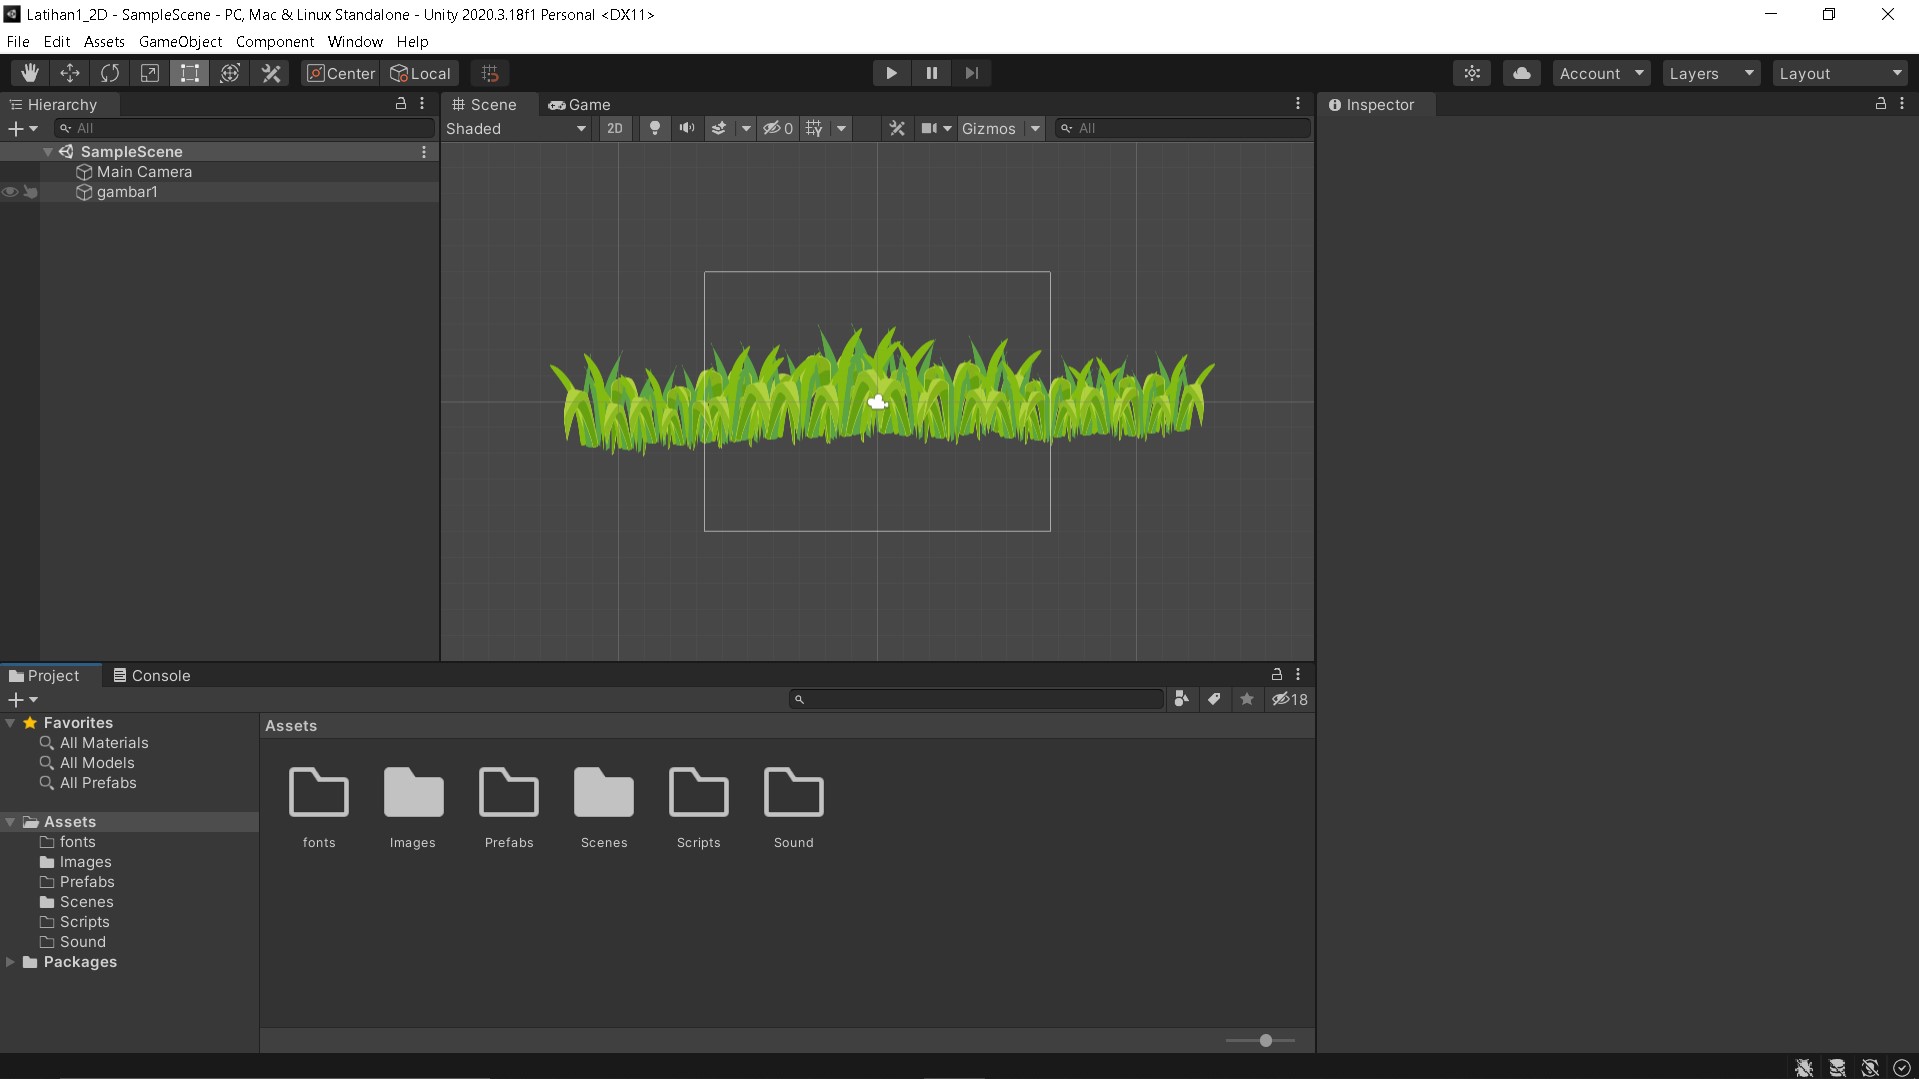 Latihan1_2D - SampleScene - PC, Mac & Linux Standalone - Unity 2020.3.18f1 Personal <DX11>
File Edit Assets GameObject Component Window Help
Center Local Account Layers Layout
Hierarchy
All
SampleScene
Main Camera
gambar1
Scene Game
Shaded 2D 0 Gizmos All
Inspector
Project Console
18
Favorites
All Materials
All Models
All Prefabs
Assets
fonts
Images
Prefabs
Scenes
Scripts
Sound
Packages
Assets
fonts Images Prefabs Scenes Scripts Sound